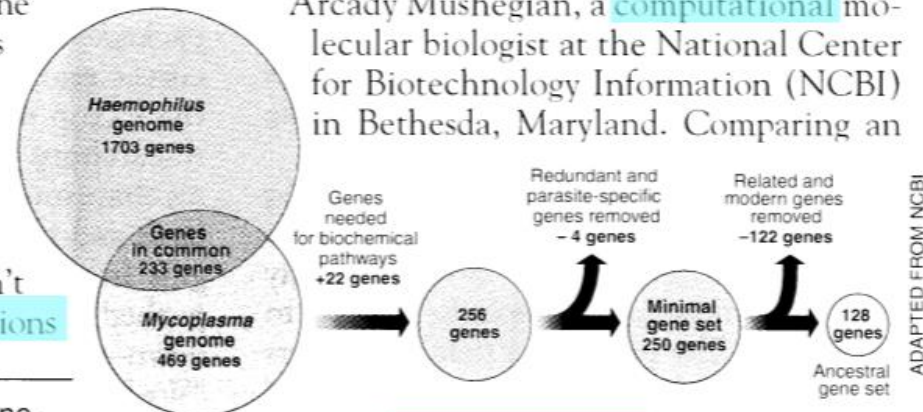 Arcady Mushegian, a computational mo-
lecular biologist at the National Center
for Biotechnology Information (NCBI)
in Bethesda, Maryland. Comparing an
Haemophilus
genome
1703 genes
Genes
in common
233 genes
Mycoplasma
genome
469 genes
Genes
needed
for biochemical
pathways
+22 genes
256
genes
Redundant and
parasite-specific
genes removed
– 4 genes
Minimal
gene set
250 genes
Related and
modern genes
removed
–122 genes
128
genes
Ancestral
gene set
ADAPTED FROM NCBI